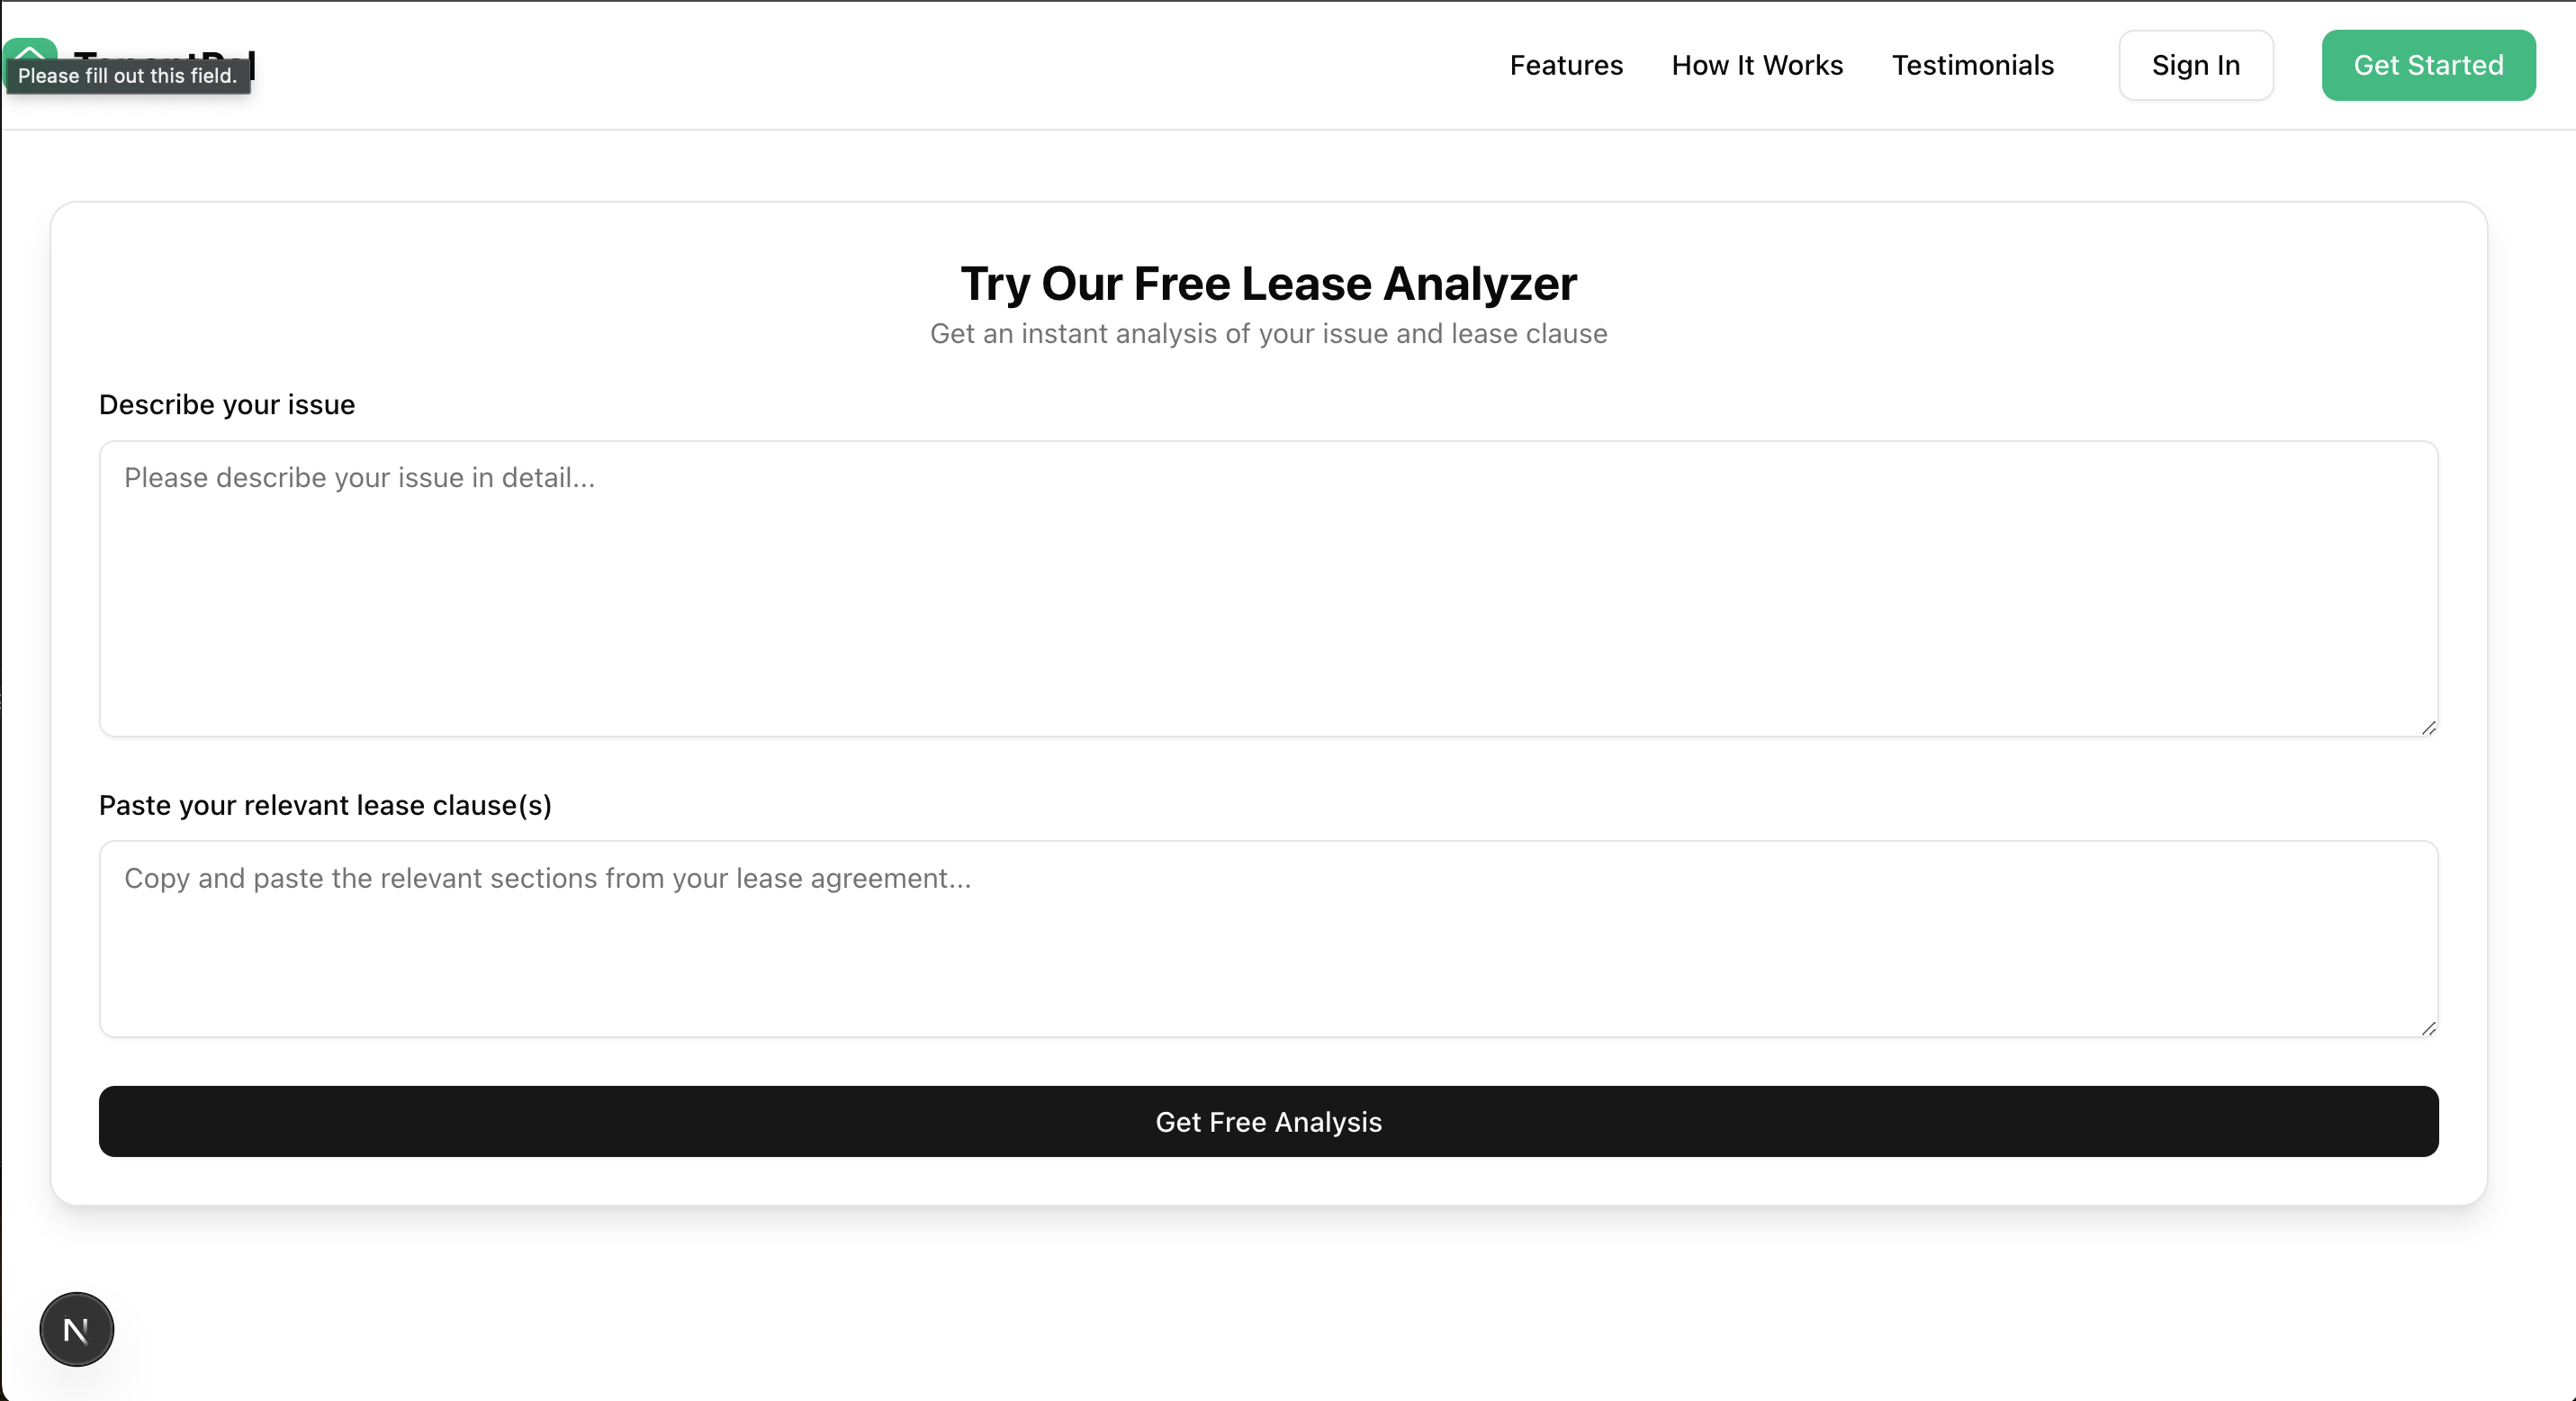 Please fill out this field.
Features
How It Works
Testimonials
Sign In
Get Started
Try Our Free Lease Analyzer
Get an instant analysis of your issue and lease clause
Describe your issue
Please describe your issue in detail...
Paste your relevant lease clause(s)
Copy and paste the relevant sections from your lease agreement...
Get Free Analysis
N